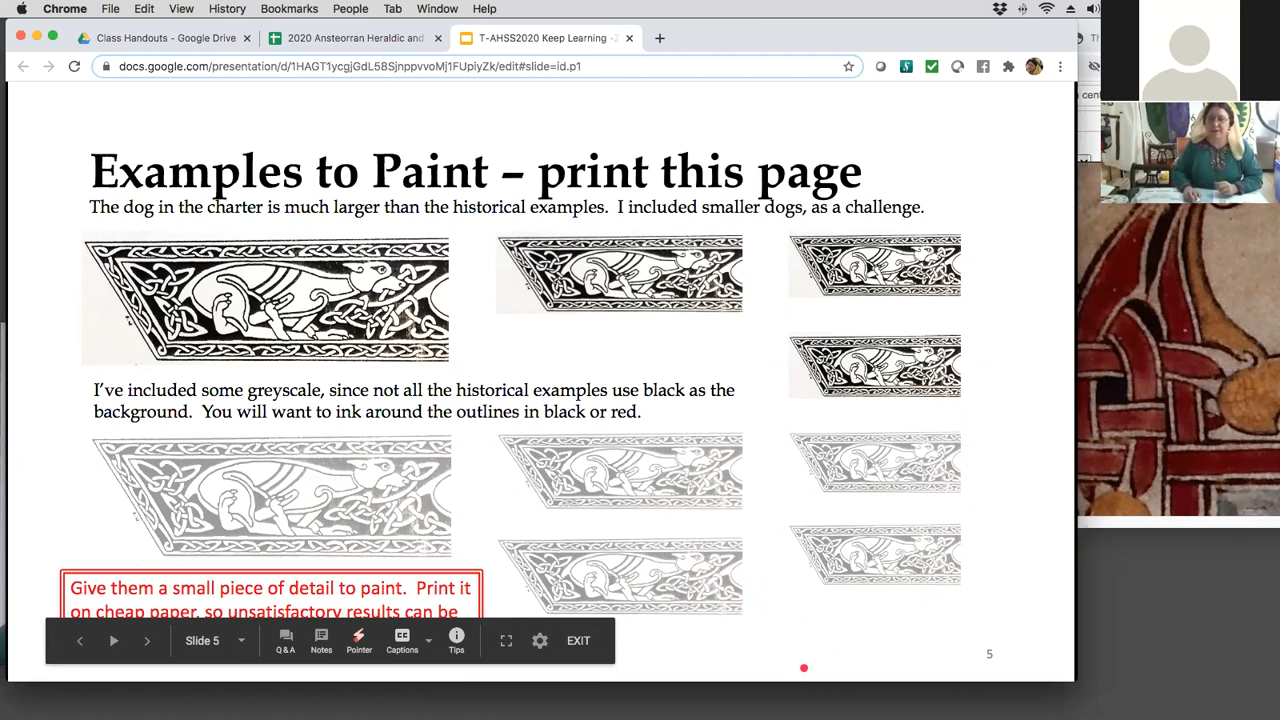 Chrome File Edit View History Bookmarks People Tab Window Help
Class Handouts - Google Drive
2020 Ansteorran Heraldic and
T-AHSS2020 Keep Learning
docs.google.com/presentation/d/
Examples to Paint – print this page
The dog in the charter is much larger than the historical examples. I included smaller dogs, as a challenge.
I've included some greyscale, since not all the historical examples use black as the
background. You will want to ink around the outlines in black or red.
Give them a small piece of detail to paint. Print it
on cheap paper, so unsatisfactory results can be
Slide 5
Q & A
Notes
Pointer
CC
Captions
Tips
EXIT
5